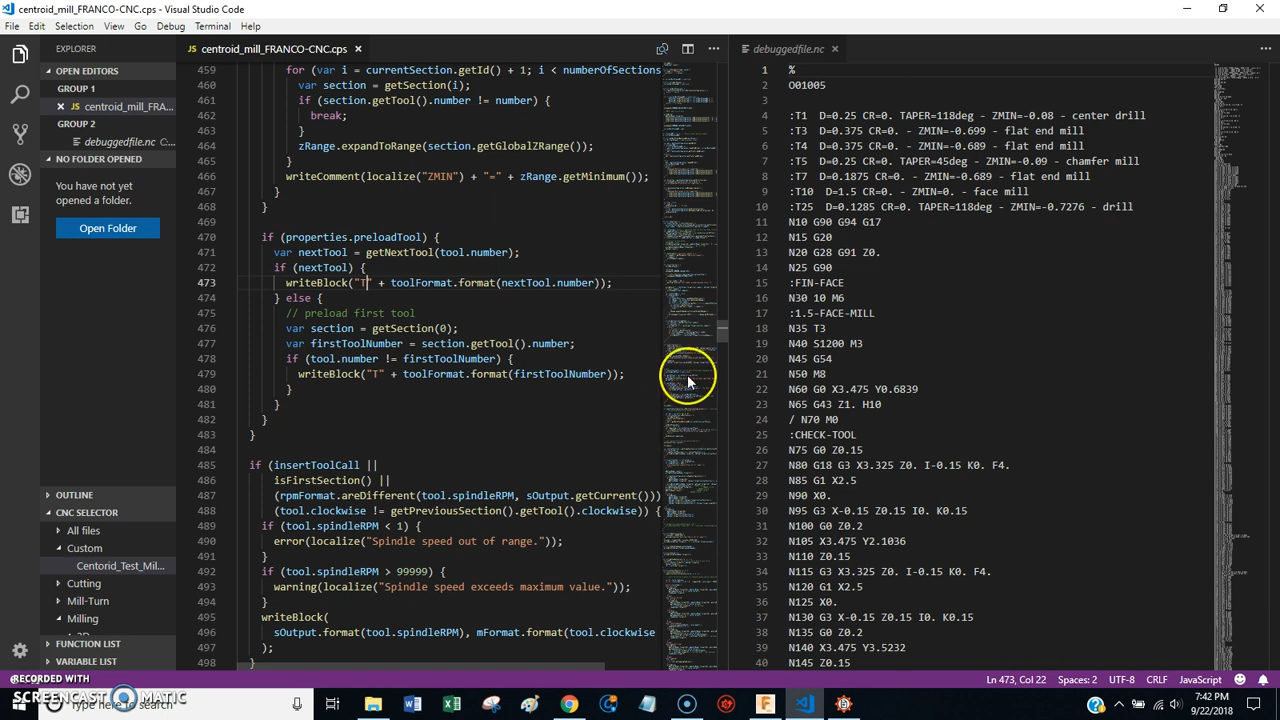 centroid_mill_FRANCO-CNC.cps - Visual Studio Code
File Edit Selection View Go Debug Terminal Help
EXPLORER
OPEN EDITORS
GROUP 1
centroid_mill_FRA...
GROUP 2
debuggedfile.nc C...
NO FOLDER OPENED
You have not yet
opened a folder.
Open Folder
OUTLINE
CNC SELECTOR
All files
Custom
Centorid_Test_Mil...
Cutting
Mill-Turn
Milling
FUNCTION LIST
VARIABLE LIST
JS centroid_mill_FRANCO-CNC.cps
459 for (var i = currentSection.getId() + 1; i < numberOfSections
460 var section = getSection(i);
461 if (section.getTool().number != number) {
462 break;
463 }
464 zRange.expandToRange(section.getGlobalZRange());
465 }
466 writeComment(localize("ZMIN") + "=" + zRange.getMinimum());
467 }
468 }
469
470 if (properties.preloadTool) {
471 var nextTool = getNextTool(tool.number);
472 if (nextTool) {
473 writeBlock("T" + toolFormat.format(nextTool.number));
474 } else {
475 // preload first tool
476 var section = getSection(0);
477 var firstToolNumber = section.getTool().number;
478 if (tool.number != firstToolNumber) {
479 writeBlock("T" + toolFormat.format(firstToolNumber));
480 }
481 }
482 }
483 }
484
485 if (insertToolCall ||
486 isFirstSection() ||
487 (rpmFormat.areDifferent(tool.spindleRPM, sOutput.getCurrent())) 
488 (tool.clockwise != getPreviousSection().getTool().clockwise)) {
489 if (tool.spindleRPM < 1) {
490 error(localize("Spindle speed out of range."));
491 }
492 if (tool.spindleRPM > 5000) {
493 warning(localize("Spindle speed exceeds maximum value."));
494 }
495 writeBlock(
496 sOutput.format(tool.spindleRPM), mFormat.format(tool.clockwise
497 );
498 }
debuggedfile.nc
1 %
2 O01005
3
4 :T1 D=0.25 CR=0. TAPER=118deg - ZMIN=-0.08 - center drill
5 :T3 D=0.5 CR=0. - ZMIN=-0.699 - flat end mill
6 CR=0. - ZMIN=-0.689 - flat end mill
7 :T5 D=0.25 CR=0. TAPER=45deg - ZMIN=-0.09 - chamfer mill
8 :T7 CR=0. - ZMIN=-0.689 - flat end mill
9 :T10 D=1.5 CR=0. - ZMIN=0. - face mill
10 :T25 D=0.1285 CR=0. TAPER=118deg - ZMIN=-0.7276 - drill
11 N10 G90 G94 G17
12 N15 G20
13 N20 G28 G91 Z0.
14 N25 G90
15 :FIN-FACE
16 N30 10 M6
17 :1.5-FACE-MILL
18 N35 T3
19 N40 S1200 M3
20 N45 G54
21 N50 M8
22 N60 G0 X3.475 Y0.6839
23 N65 G43 Z1. H10
24 / N70 M0
25 :CHECK-TOOL
26 N75 G0 Z0.15
27 N80 G18 G3 X3.325 Z0. I-0.15 K0. F4.
28 N85 G1 X2.5
29 N90 X0.
30 N95 G3 X-0.15 Z0.15 I0. K0.15
31 N100 G0 Z0.2
32 N105 X3.475 Y2.1036
33 N110 Z0.15
34 N115 G3 X3.325 Z0. I-0.15 K0. F4.
35 N120 G1 X2.5
36 N125 X0.
37 N130 G3 X-0.15 Z0.15 I0. K0.15
38 N135 G0 Z0.2
39 N140 X3.475 Y3.5232
40 N145 Z0.15
Ln 473, Col 22 Spaces: 2 UTF-8 CRLF JavaScript
RECORDED WITH
SCREENCAST MATIC
here to search
7:42 PM
9/22/2018